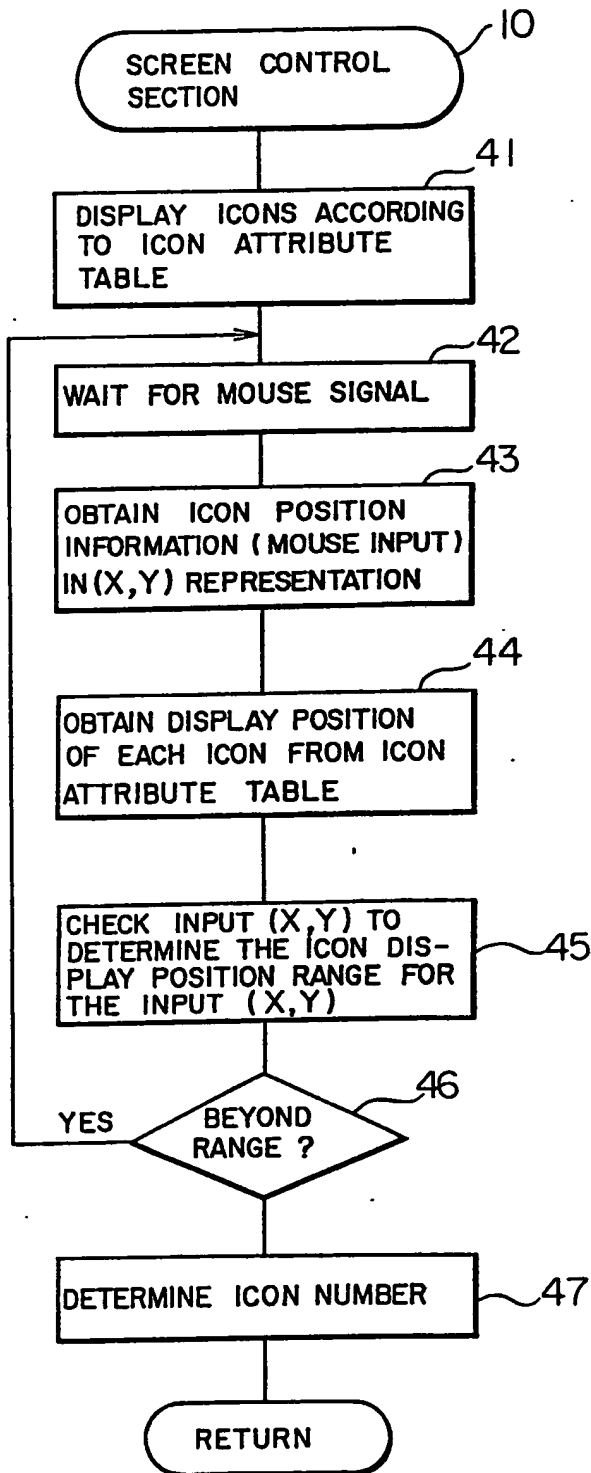 10
SCREEN CONTROL
SECTION
41
DISPLAY ICONS ACCORDING
TO ICON ATTRIBUTE
TABLE
42
WAIT FOR MOUSE SIGNAL
43
OBTAIN ICON POSITION
INFORMATION (MOUSE INPUT)
IN (X,Y) REPRESENTATION
44
OBTAIN DISPLAY POSITION
OF EACH ICON FROM ICON
ATTRIBUTE TABLE
CHECK INPUT (X,Y) TO
DETERMINE THE ICON DIS-
PLAY POSITION RANGE FOR
THE INPUT (X,Y)
45
46
YES
BEYOND
RANGE ?
DETERMINE ICON NUMBER
47
RETURN